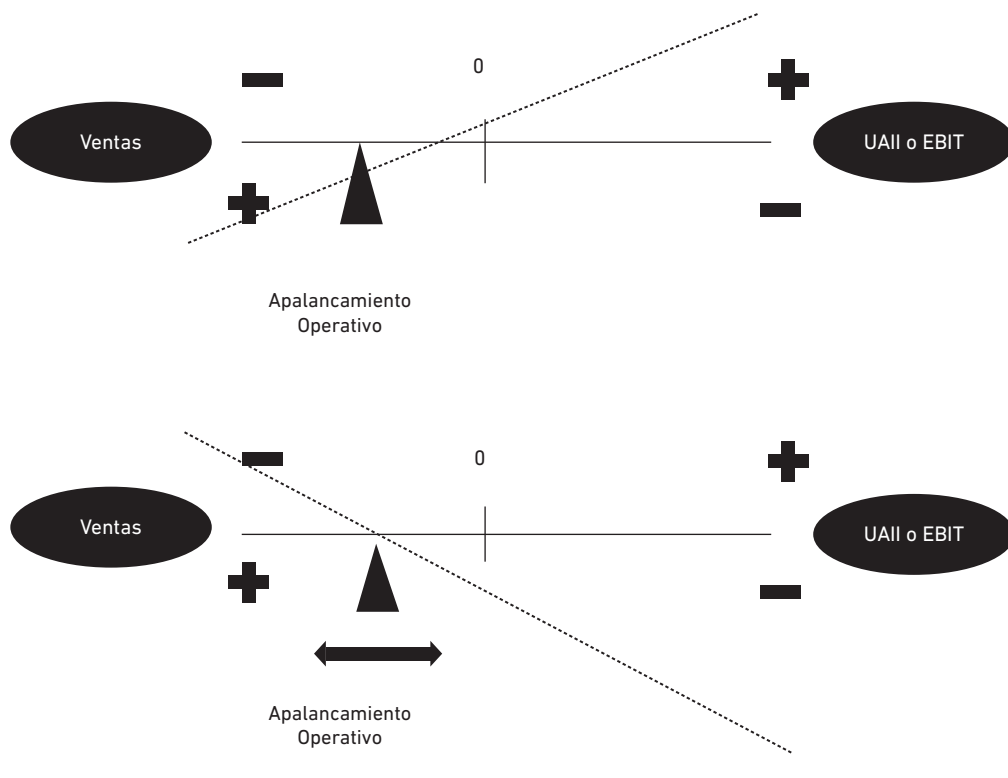 0
Ventas
UAII o EBIT
Apalancamiento
Operativo
0
Ventas
UAII o EBIT
Apalancamiento
Operativo